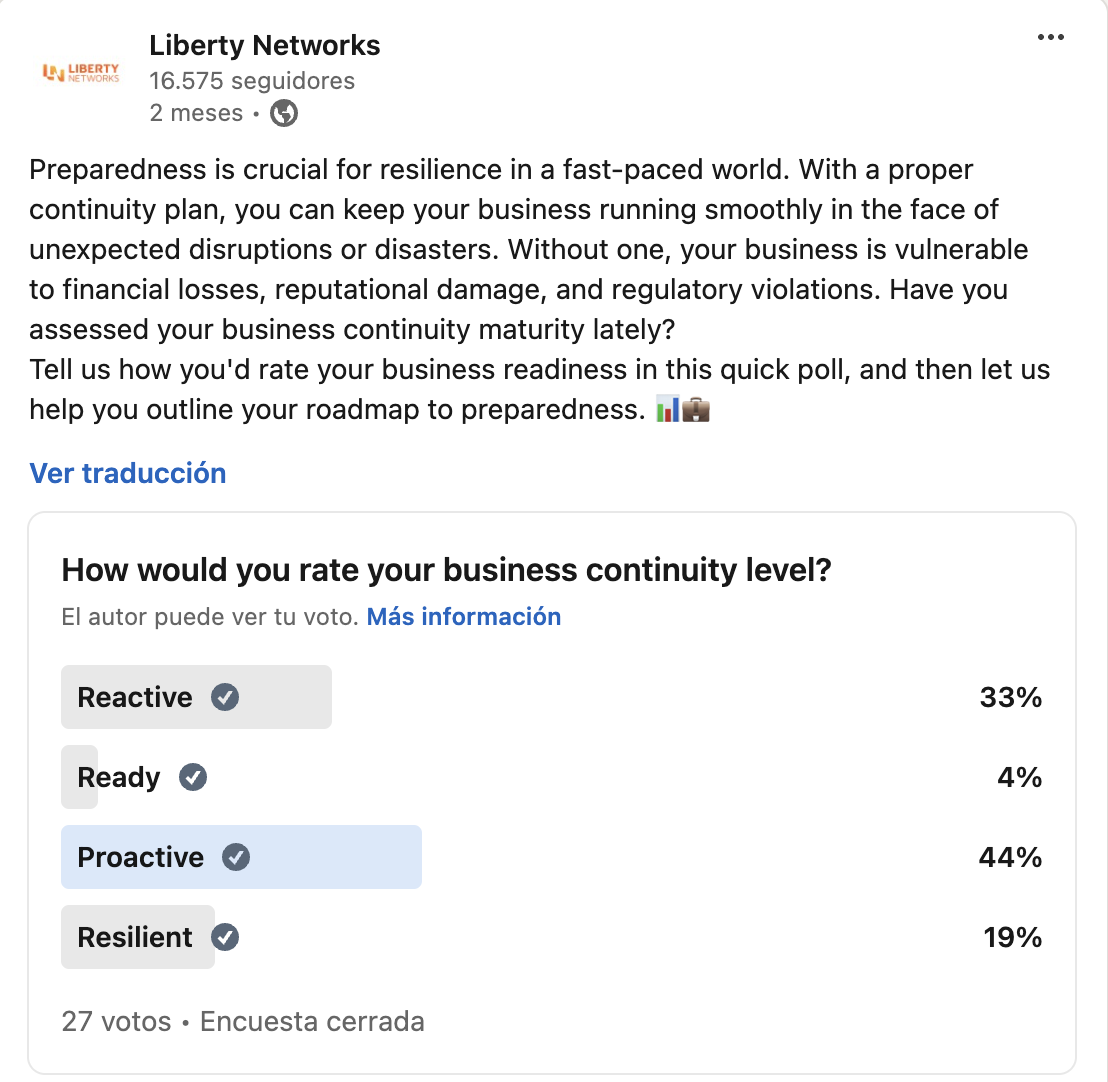 Liberty Networks
LIBERTY
NETWORKS
16.575 seguidores
2 meses •
Preparedness is crucial for resilience in a fast-paced world. With a proper
continuity plan, you can keep your business running smoothly in the face of
unexpected disruptions or disasters. Without one, your business is vulnerable
to financial losses, reputational damage, and regulatory violations. Have you
assessed your business continuity maturity lately?
Tell us how you'd rate your business readiness in this quick poll, and then let us
help you outline your roadmap to preparedness. 📊💼
Ver traducción
How would you rate your business continuity level?
El autor puede ver tu voto. Más información
Reactive 33%
Ready 4%
Proactive 44%
Resilient 19%
27 votos • Encuesta cerrada